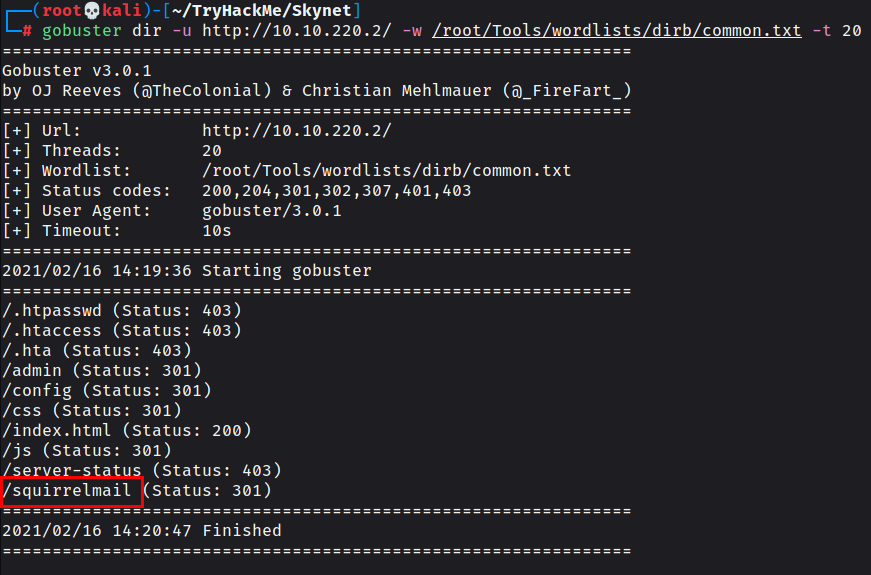 ┌──(root💀kali)-[~/TryHackMe/Skynet]
└─# gobuster dir -u http://10.10.220.2/ -w /root/Tools/wordlists/dirb/common.txt -t 20
===============================================================
Gobuster v3.0.1
by OJ Reeves (@TheColonial) & Christian Mehlmauer (@_FireFart_)
===============================================================
[+] Url:            http://10.10.220.2/
[+] Threads:        20
[+] Wordlist:       /root/Tools/wordlists/dirb/common.txt
[+] Status codes:   200,204,301,302,307,401,403
[+] User Agent:     gobuster/3.0.1
[+] Timeout:        10s
===============================================================
2021/02/16 14:19:36 Starting gobuster
===============================================================
/.htpasswd (Status: 403)
/.htaccess (Status: 403)
/.hta (Status: 403)
/admin (Status: 301)
/config (Status: 301)
/css (Status: 301)
/index.html (Status: 200)
/js (Status: 301)
/server-status (Status: 403)
/squirrelmail (Status: 301)
===============================================================
2021/02/16 14:20:47 Finished
===============================================================